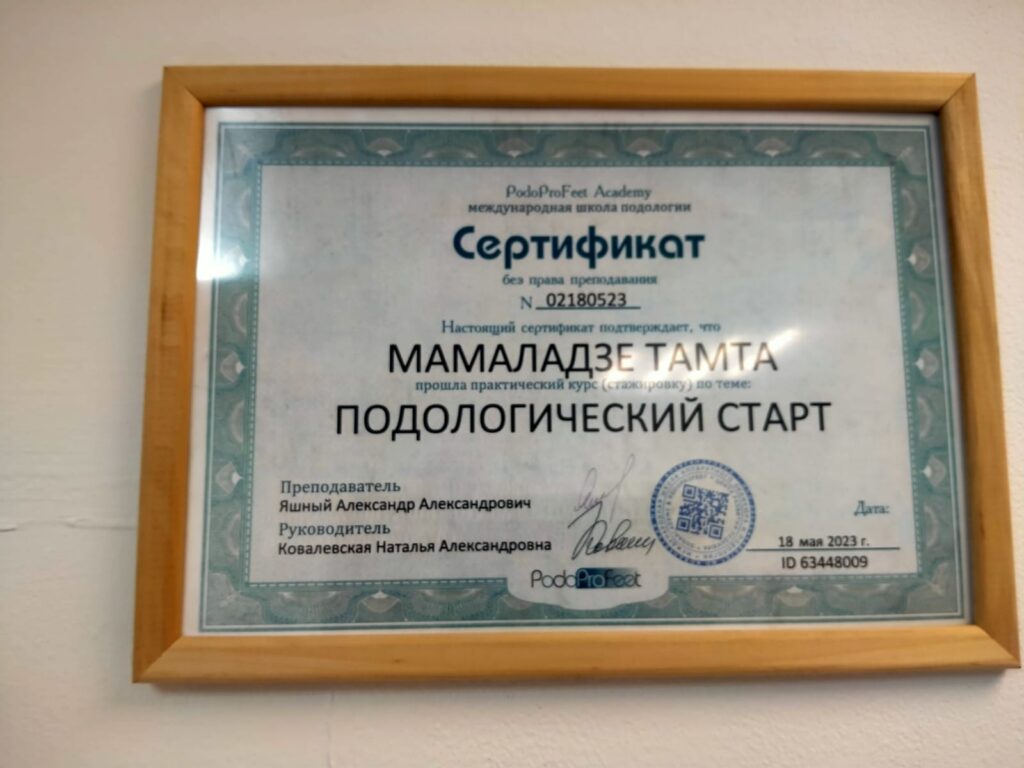 PodoProFeet Academy
международная школа подологии
Сертификат
без права преподавания
N 02180523
Настоящий сертификат подтверждает, что
МАМАЛАДЗЕ ТАМТА
прошла практический курс (стажировку) по теме:
ПОДОЛОГИЧЕСКИЙ СТАРТ
Преподаватель
Яшный Александр Александрович
Руководитель
Ковалевская Наталья Александровна
Дата:
18 мая 2023 г.
ID 63448009
PodoProFeet